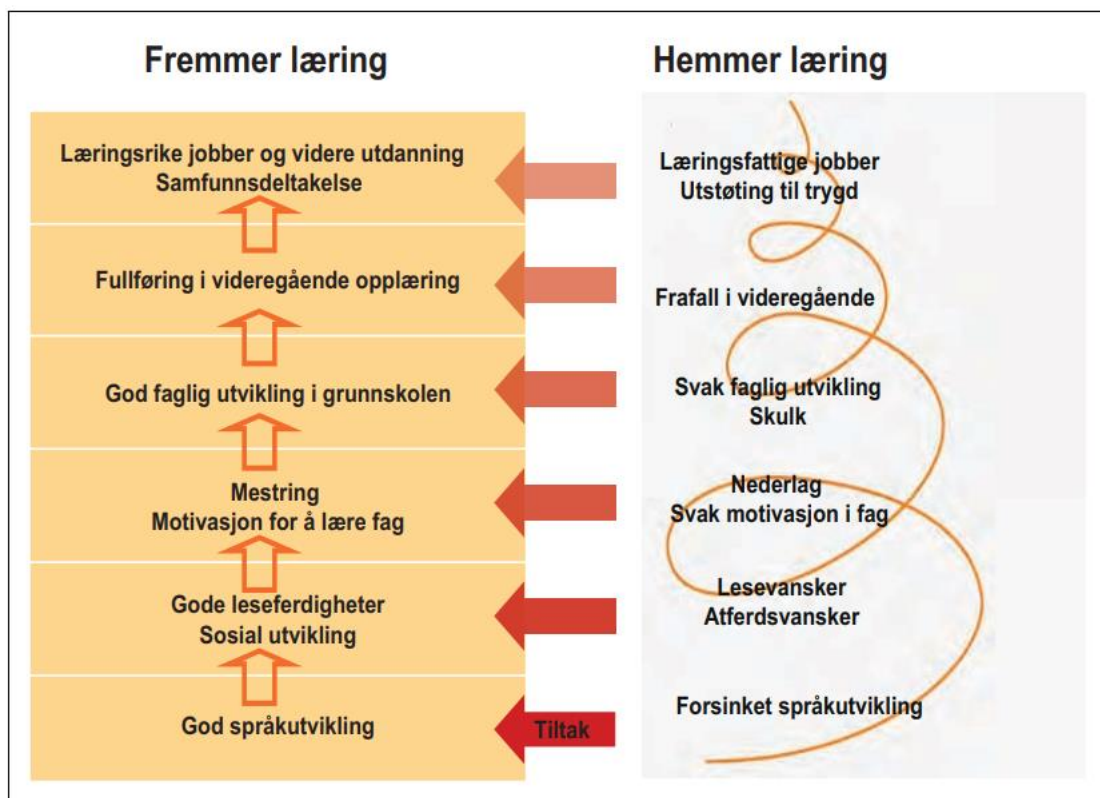 Fremmer læring
Læringsrike jobber og videre utdanning
Samfunnsdeltakelse
Fullføring i videregående opplæring
God faglig utvikling i grunnskolen
Mestring
Motivasjon for å lære fag
Gode leseferdigheter
Sosial utvikling
God språkutvikling
Tiltak
Hemmer læring
Læringsfattige jobber
Utstøting til trygd
Frafall i videregående
Svak faglig utvikling
Skulk
Nederlag
Svak motivasjon i fag
Lesevansker
Atferdsvansker
Forsinket språkutvikling